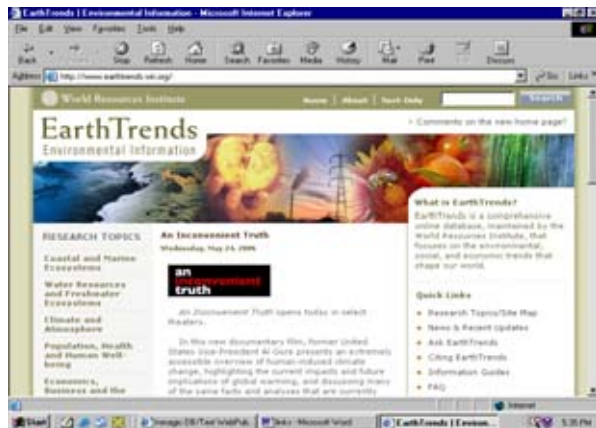 EarthTrends | Environmental Information - Microsoft Internet Explorer
File Edit View Favorites Tools Help
Back Stop Refresh Home Search Favorites Media History Mail Print Discuss
Address http://www.earthtrends.wri.org/ Go Links
World Resources Institute
Home | About | Text-Only Search
EarthTrends
Environmental Information
> Comments on the new home page?
RESEARCH TOPICS
Coastal and Marine
Ecosystems
Water Resources
and Freshwater
Ecosystems
Climate and
Atmosphere
Population, Health
and Human Well-
being
Economics,
Business and the
An Inconvenient Truth
Wednesday, May 24, 2006
an
inconvenient
truth
An Inconvenient Truth opens today in select
theaters.
In this new documentary film, former United
States Vice-President Al Gore presents an extremely
accessible overview of human-induced climate
change, highlighting the current impacts and future
implications of global warming, and discussing many
of the same facts and analyses that are currently
What is EarthTrends?
EarthTrends is a comprehensive
online database, maintained by the
World Resources Institute, that
focuses on the environmental,
social, and economic trends that
shape our world.
Quick Links
Research Topics/Site Map
News & Recent Updates
Ask EarthTrends
Citing EarthTrends
Information Guides
FAQ
Internet
Start
links - Microsoft Word
EarthTrends | Environ...
5:35 PM